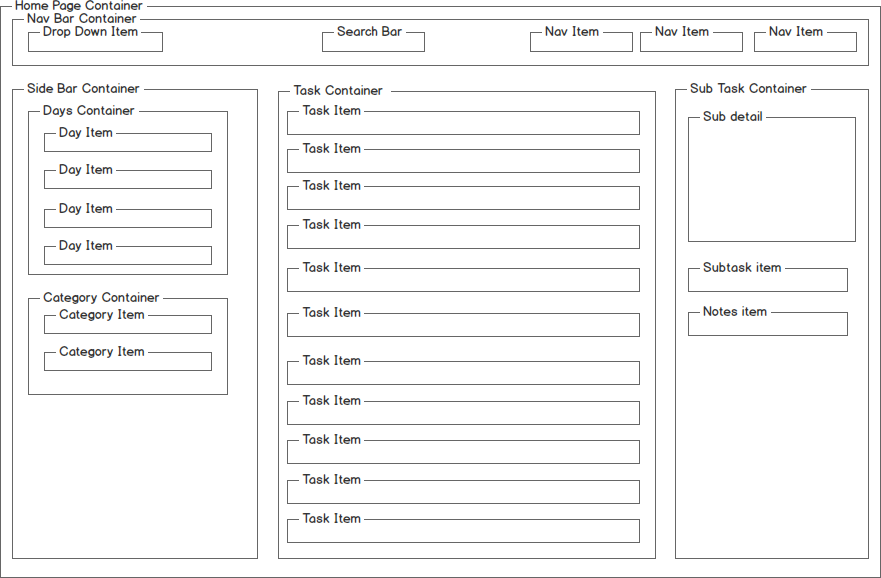 Home Page Container
Nav Bar Container
Drop Down Item
Search Bar
Nav Item
Nav Item
Nav Item
Side Bar Container
Days Container
Day Item
Day Item
Day Item
Day Item
Category Container
Category Item
Category Item
Task Container
Task Item
Task Item
Task Item
Task Item
Task Item
Task Item
Task Item
Task Item
Task Item
Task Item
Task Item
Sub Task Container
Sub detail
Subtask item
Notes item